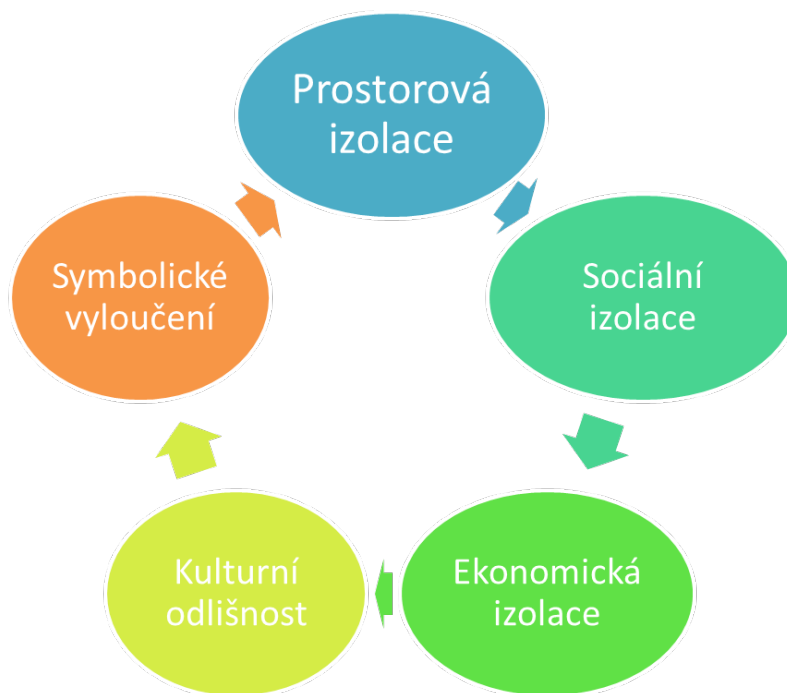 Prostorová
izolace
Sociální
izolace
Ekonomická
izolace
Kulturní
odlišnost
Symbolické
vyloučení